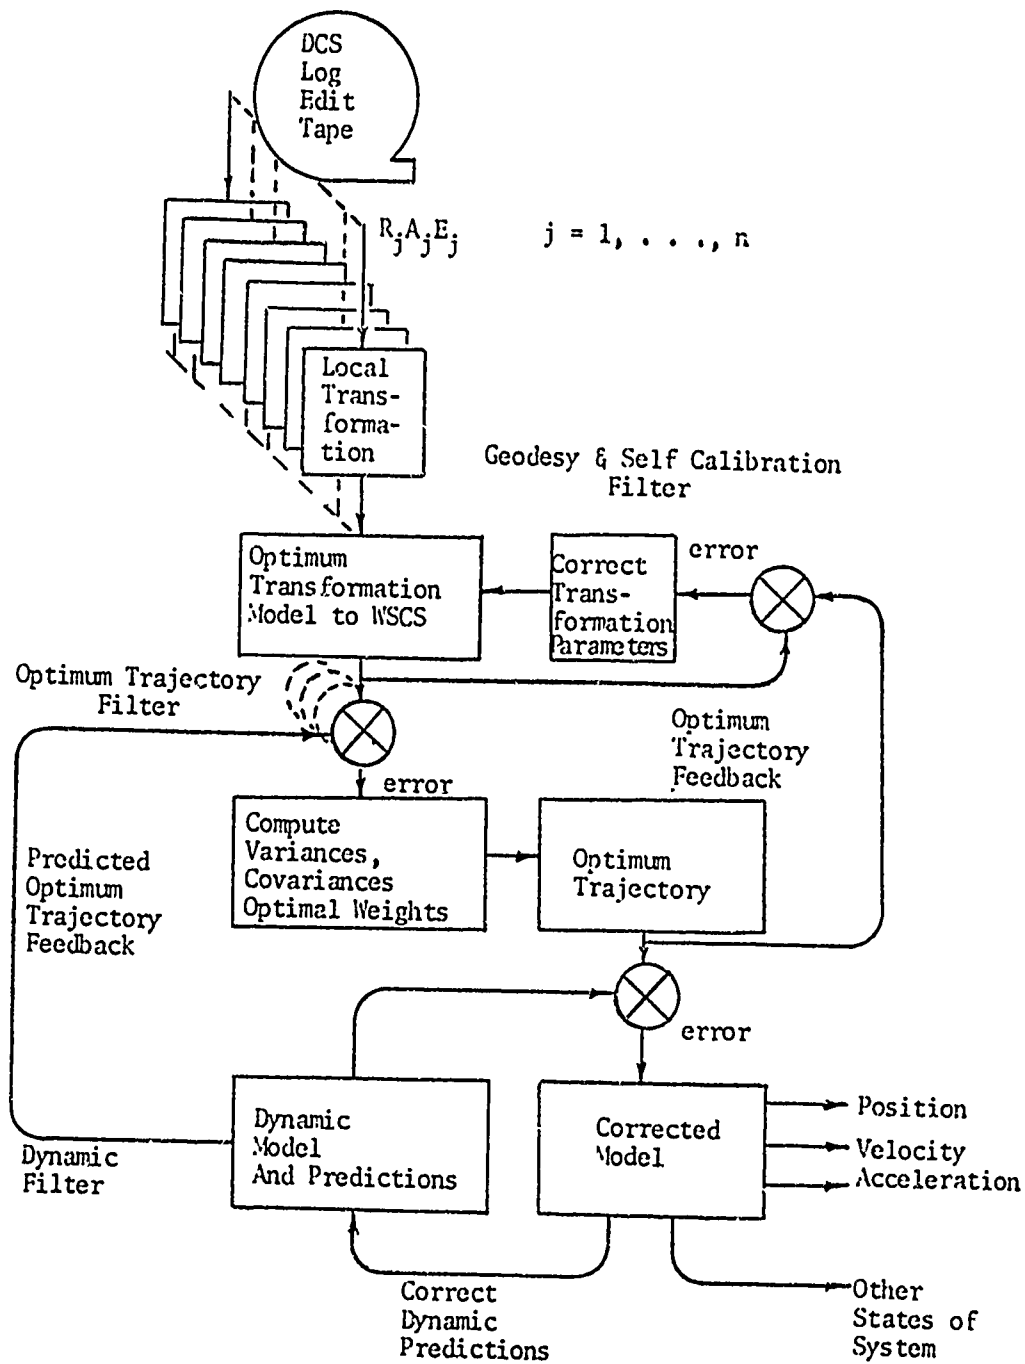 DCS
Log
Edit
Tape
RjAjEj
j = 1, . . ., n
Local
Trans-
forma-
tion
Geodesy & Self Calibration
Filter
Optimum
Transformation
Model to WSCS
Correct
Trans-
formation
Parameters
error
Optimum Trajectory
Filter
error
Optimum
Trajectory
Feedback
Predicted
Optimum
Trajectory
Feedback
Compute
Variances,
Covariances
Optimal Weights
Optimum
Trajectory
error
Dynamic
Filter
Dynamic
Model
And Predictions
Corrected
Model
Position
Velocity
Acceleration
Correct
Dynamic
Predictions
Other
States of
System